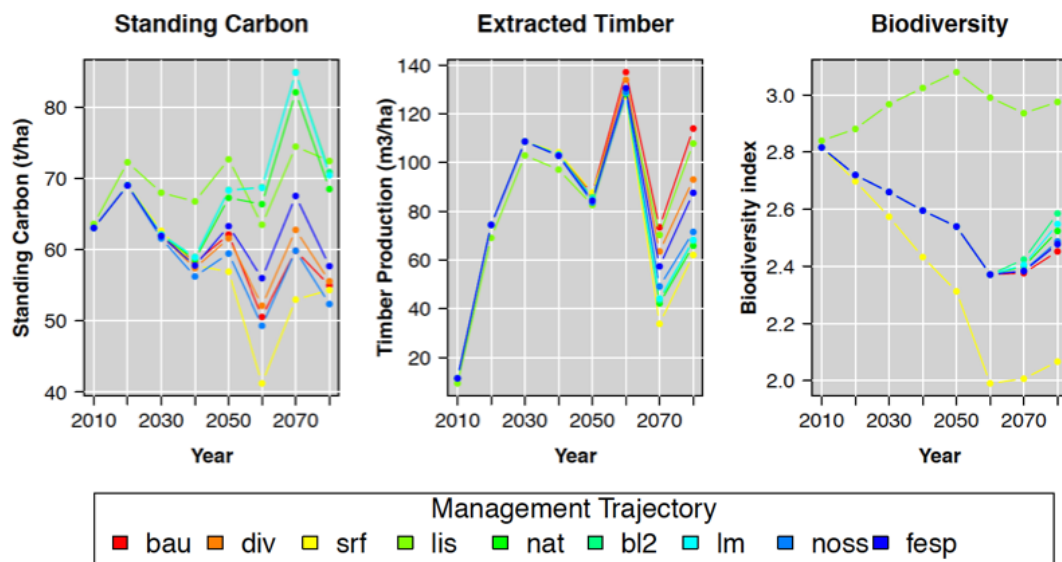 Standing Carbon Extracted Timber Biodiversity
Standing Carbon (t/ha)
80
70
60
50
40
2010 2030 2050 2070
Year
Timber Production (m3/ha)
140
120
100
80
60
40
20
2010 2030 2050 2070
Year
Biodiversity index
3.0
2.8
2.6
2.4
2.2
2.0
2010 2030 2050 2070
Year
Management Trajectory
bau div srf lis nat bl2 lm noss fesp